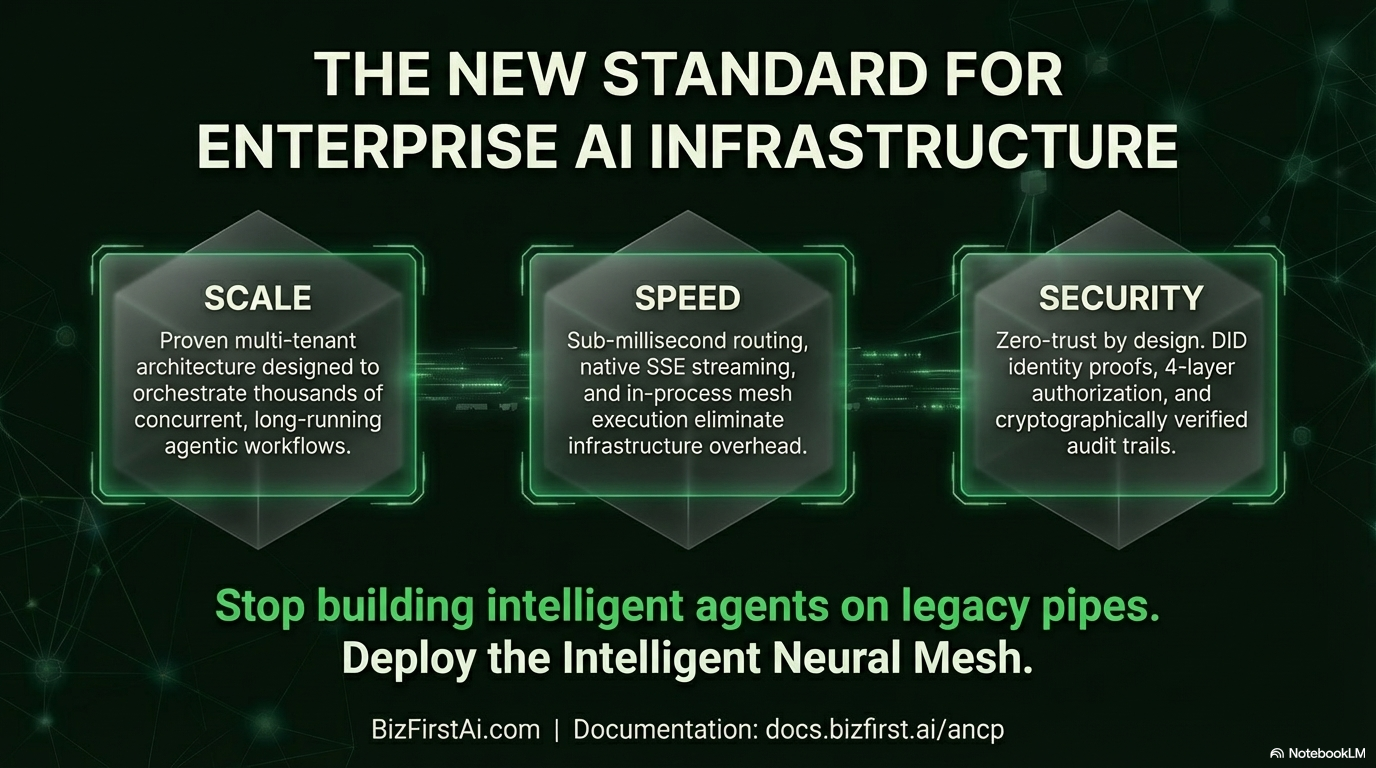 THE NEW STANDARD FOR
ENTERPRISE AI INFRASTRUCTURE
SCALE
Proven multi-tenant
architecture designed to
orchestrate thousands of
concurrent, long-running
agentic workflows.
SPEED
Sub-millisecond routing,
native SSE streaming,
and in-process mesh
execution eliminate
infrastructure overhead.
SECURITY
Zero-trust by design. DID
identity proofs, 4-layer
authorization, and
cryptographically verified
audit trails.
Stop building intelligent agents on legacy pipes.
Deploy the Intelligent Neural Mesh.
BizFirstAi.com | Documentation: docs.bizfirst.ai/ancp
NotebookLM